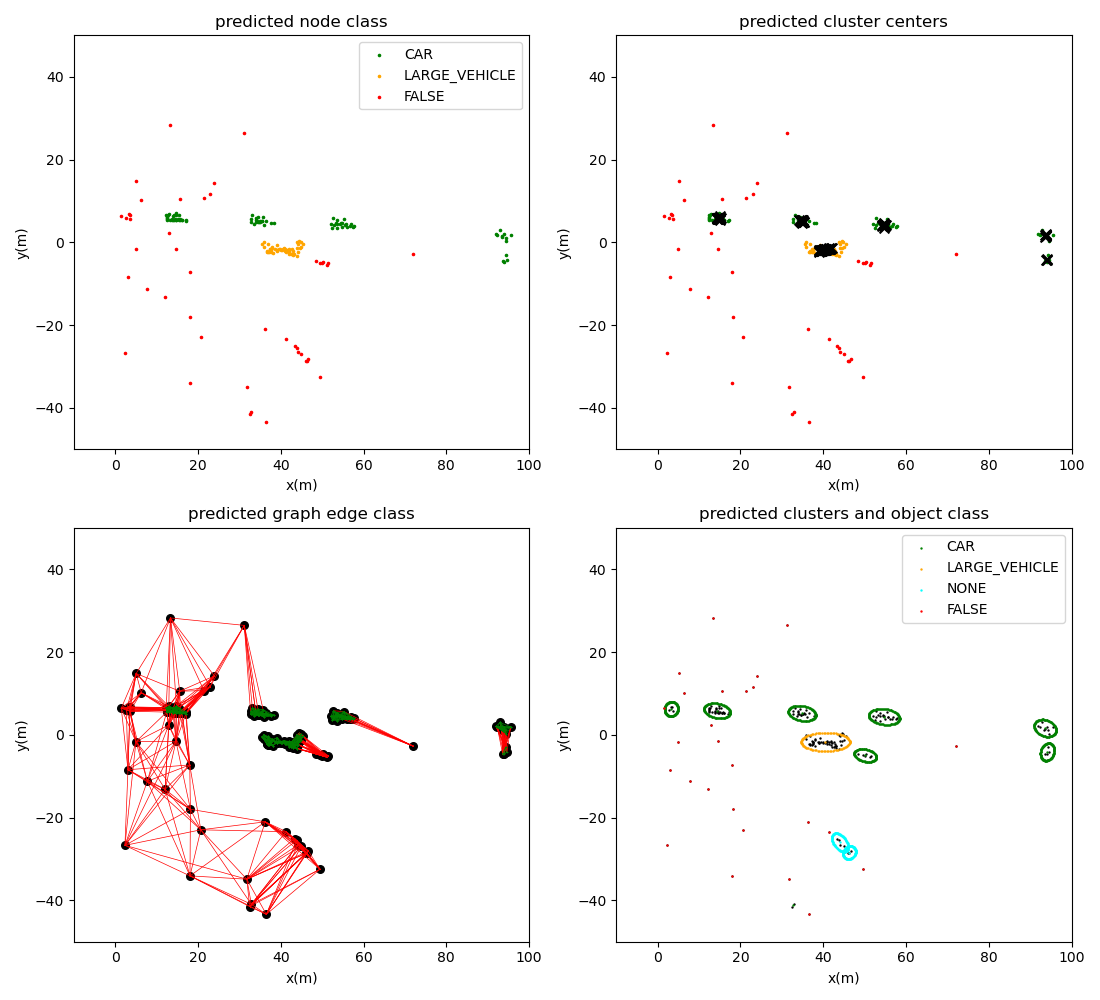 predicted node class
CAR
LARGE_VEHICLE
FALSE
40
20
0
−20
−40
y(m)
0 20 40 60 80 100
x(m)
predicted cluster centers
40
20
0
−20
−40
y(m)
0 20 40 60 80 100
x(m)
predicted graph edge class
40
20
0
−20
−40
y(m)
0 20 40 60 80 100
x(m)
predicted clusters and object class
CAR
LARGE_VEHICLE
NONE
FALSE
40
20
0
−20
−40
y(m)
0 20 40 60 80 100
x(m)